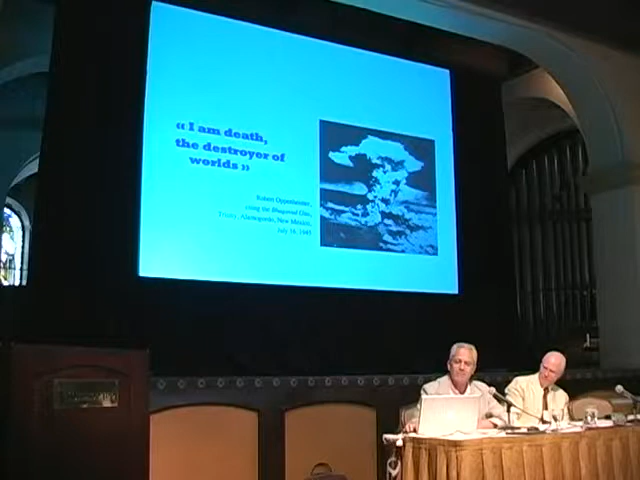 « I am death,
the destroyer of
worlds »
Robert Oppenheimer,
citing the Bhagavad Gita,
Trinity, Alamogordo, New Mexico,
July 16, 1945